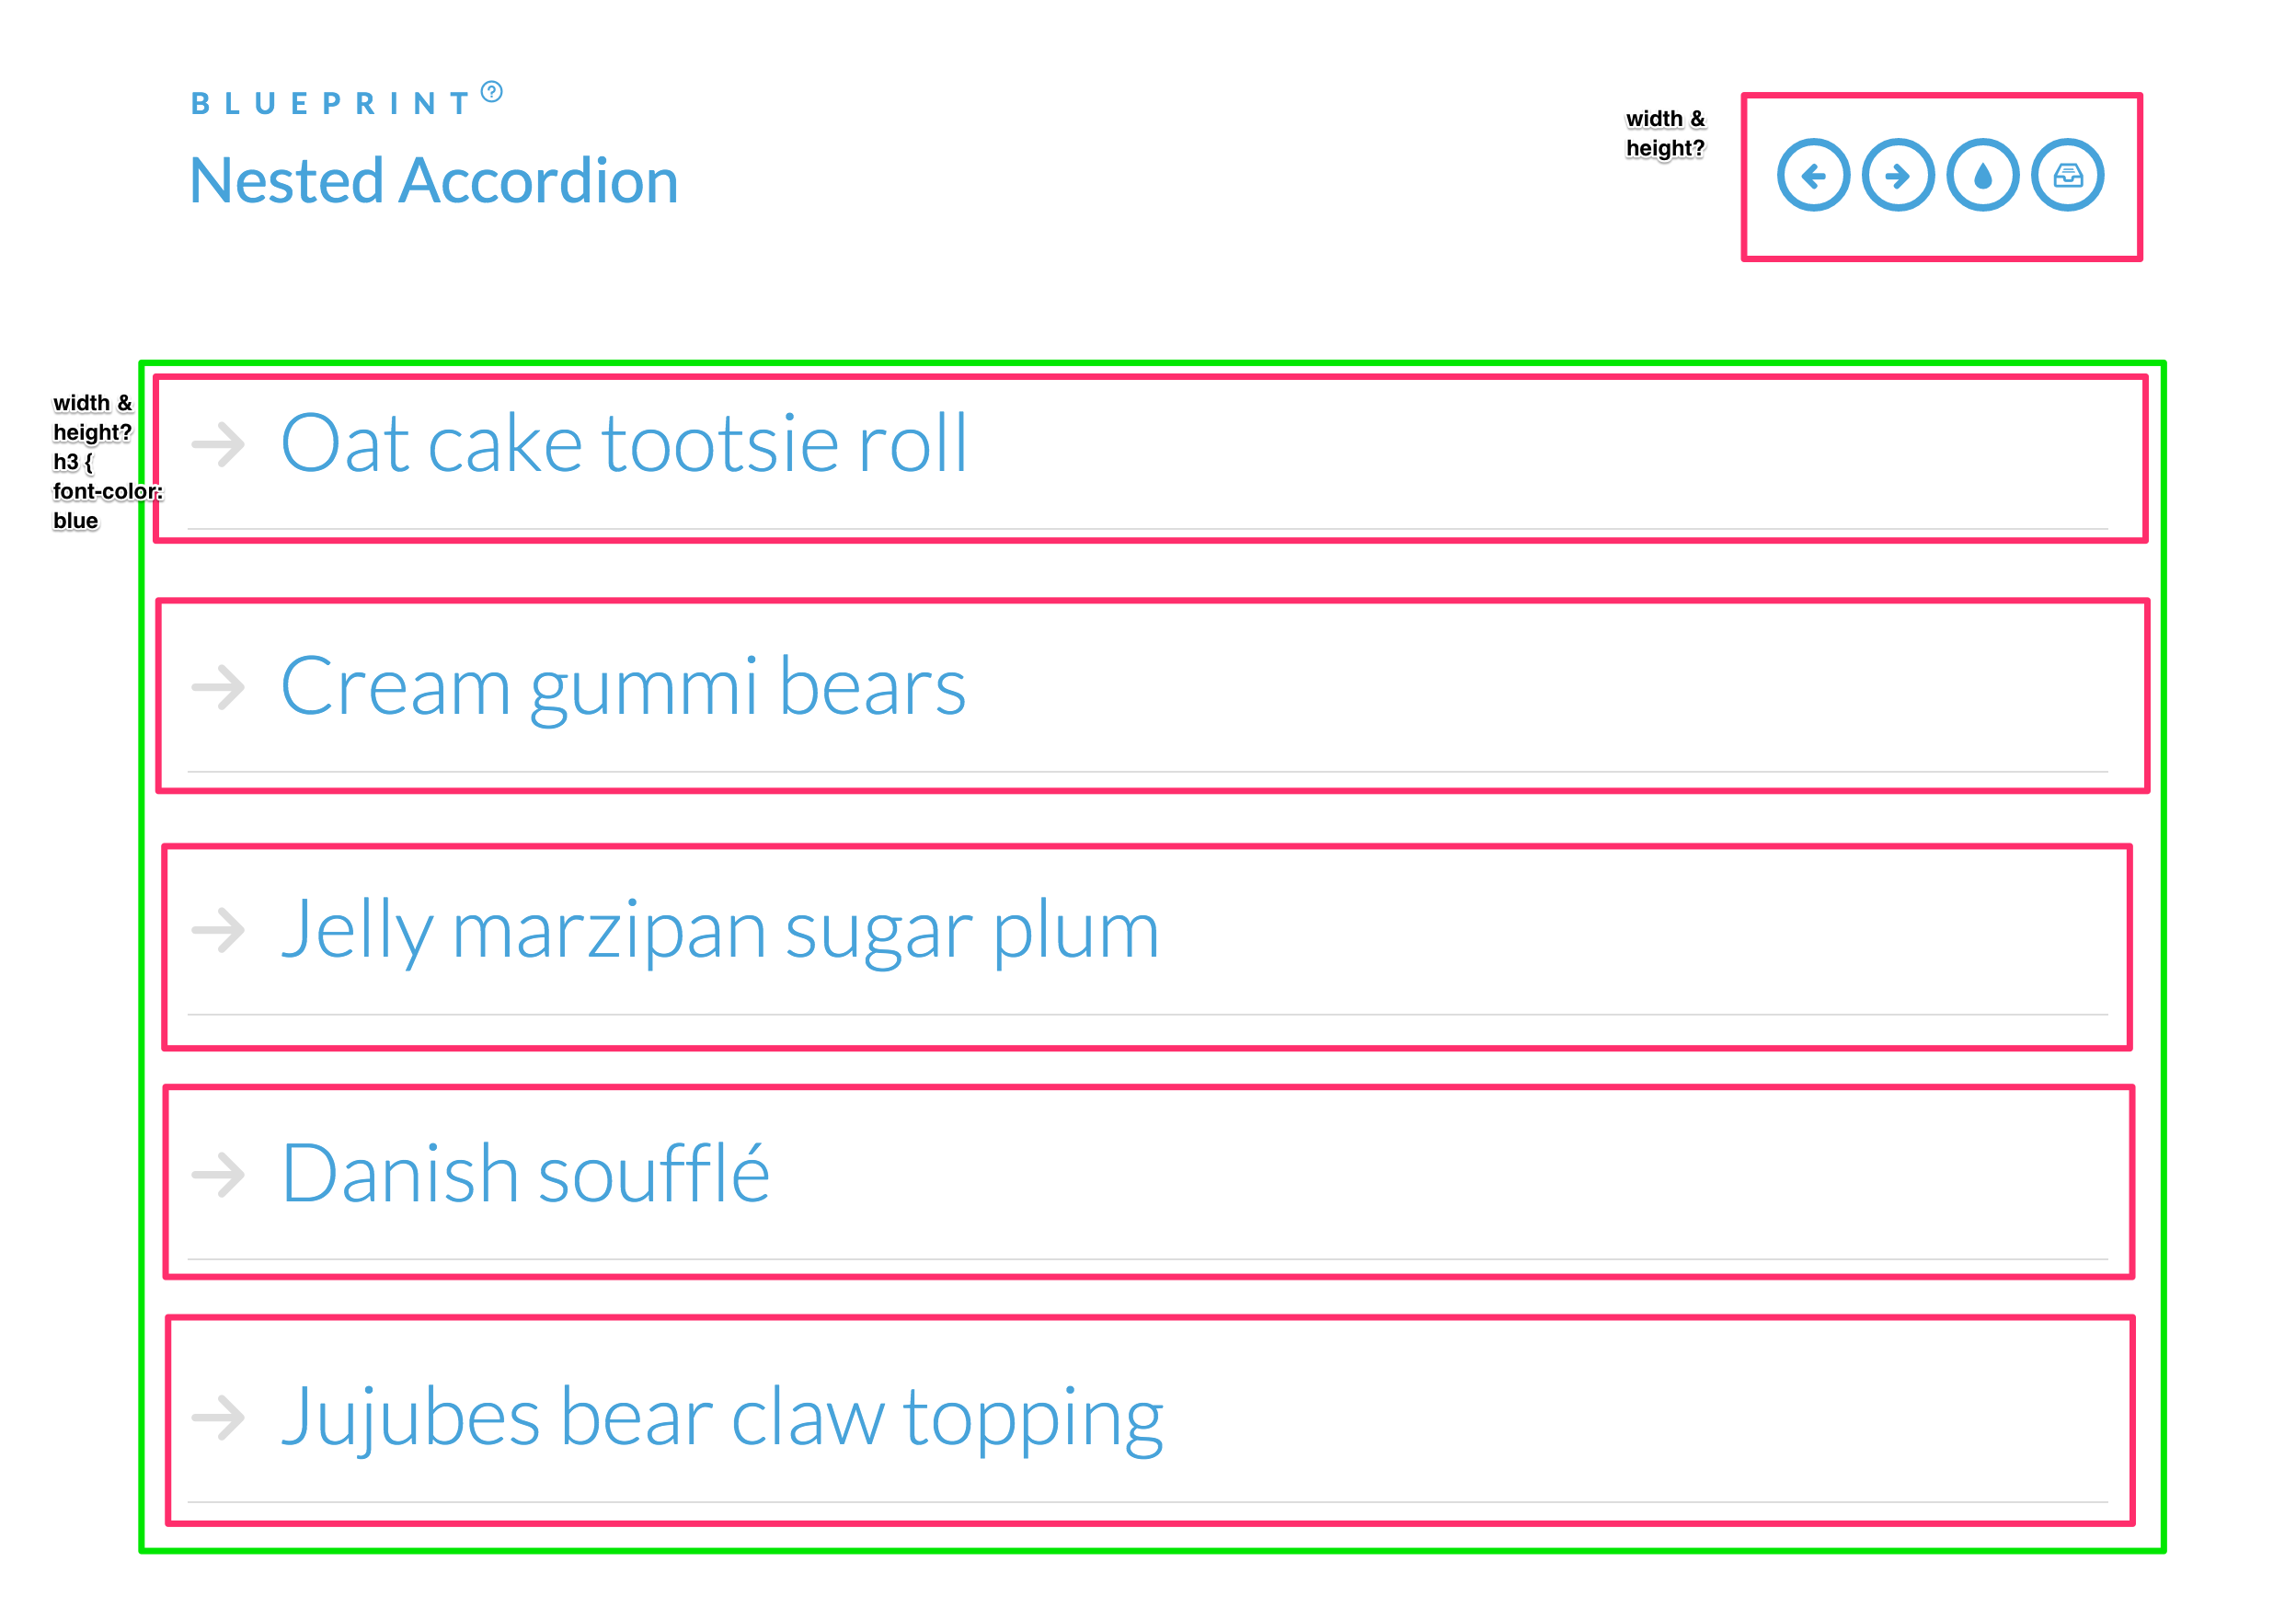 BLUEPRINT?
Nested Accordion
width &
height?
width &
height?
h3 {
font-color:
blue
Oat cake tootsie roll
Cream gummi bears
Jelly marzipan sugar plum
Danish soufflé
Jujubes bear claw topping